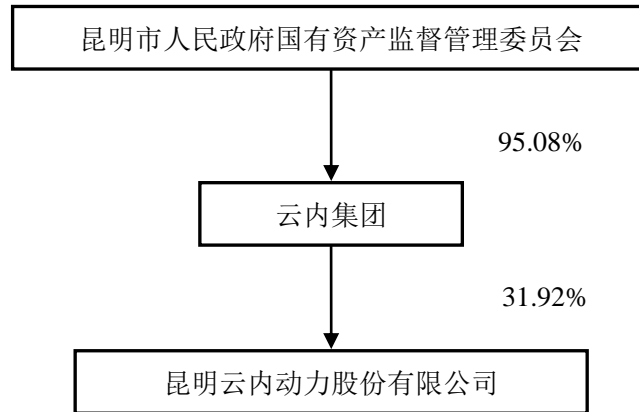 昆明市人民政府国有资产监督管理委员会
95.08%
云内集团
31.92%
昆明云内动力股份有限公司